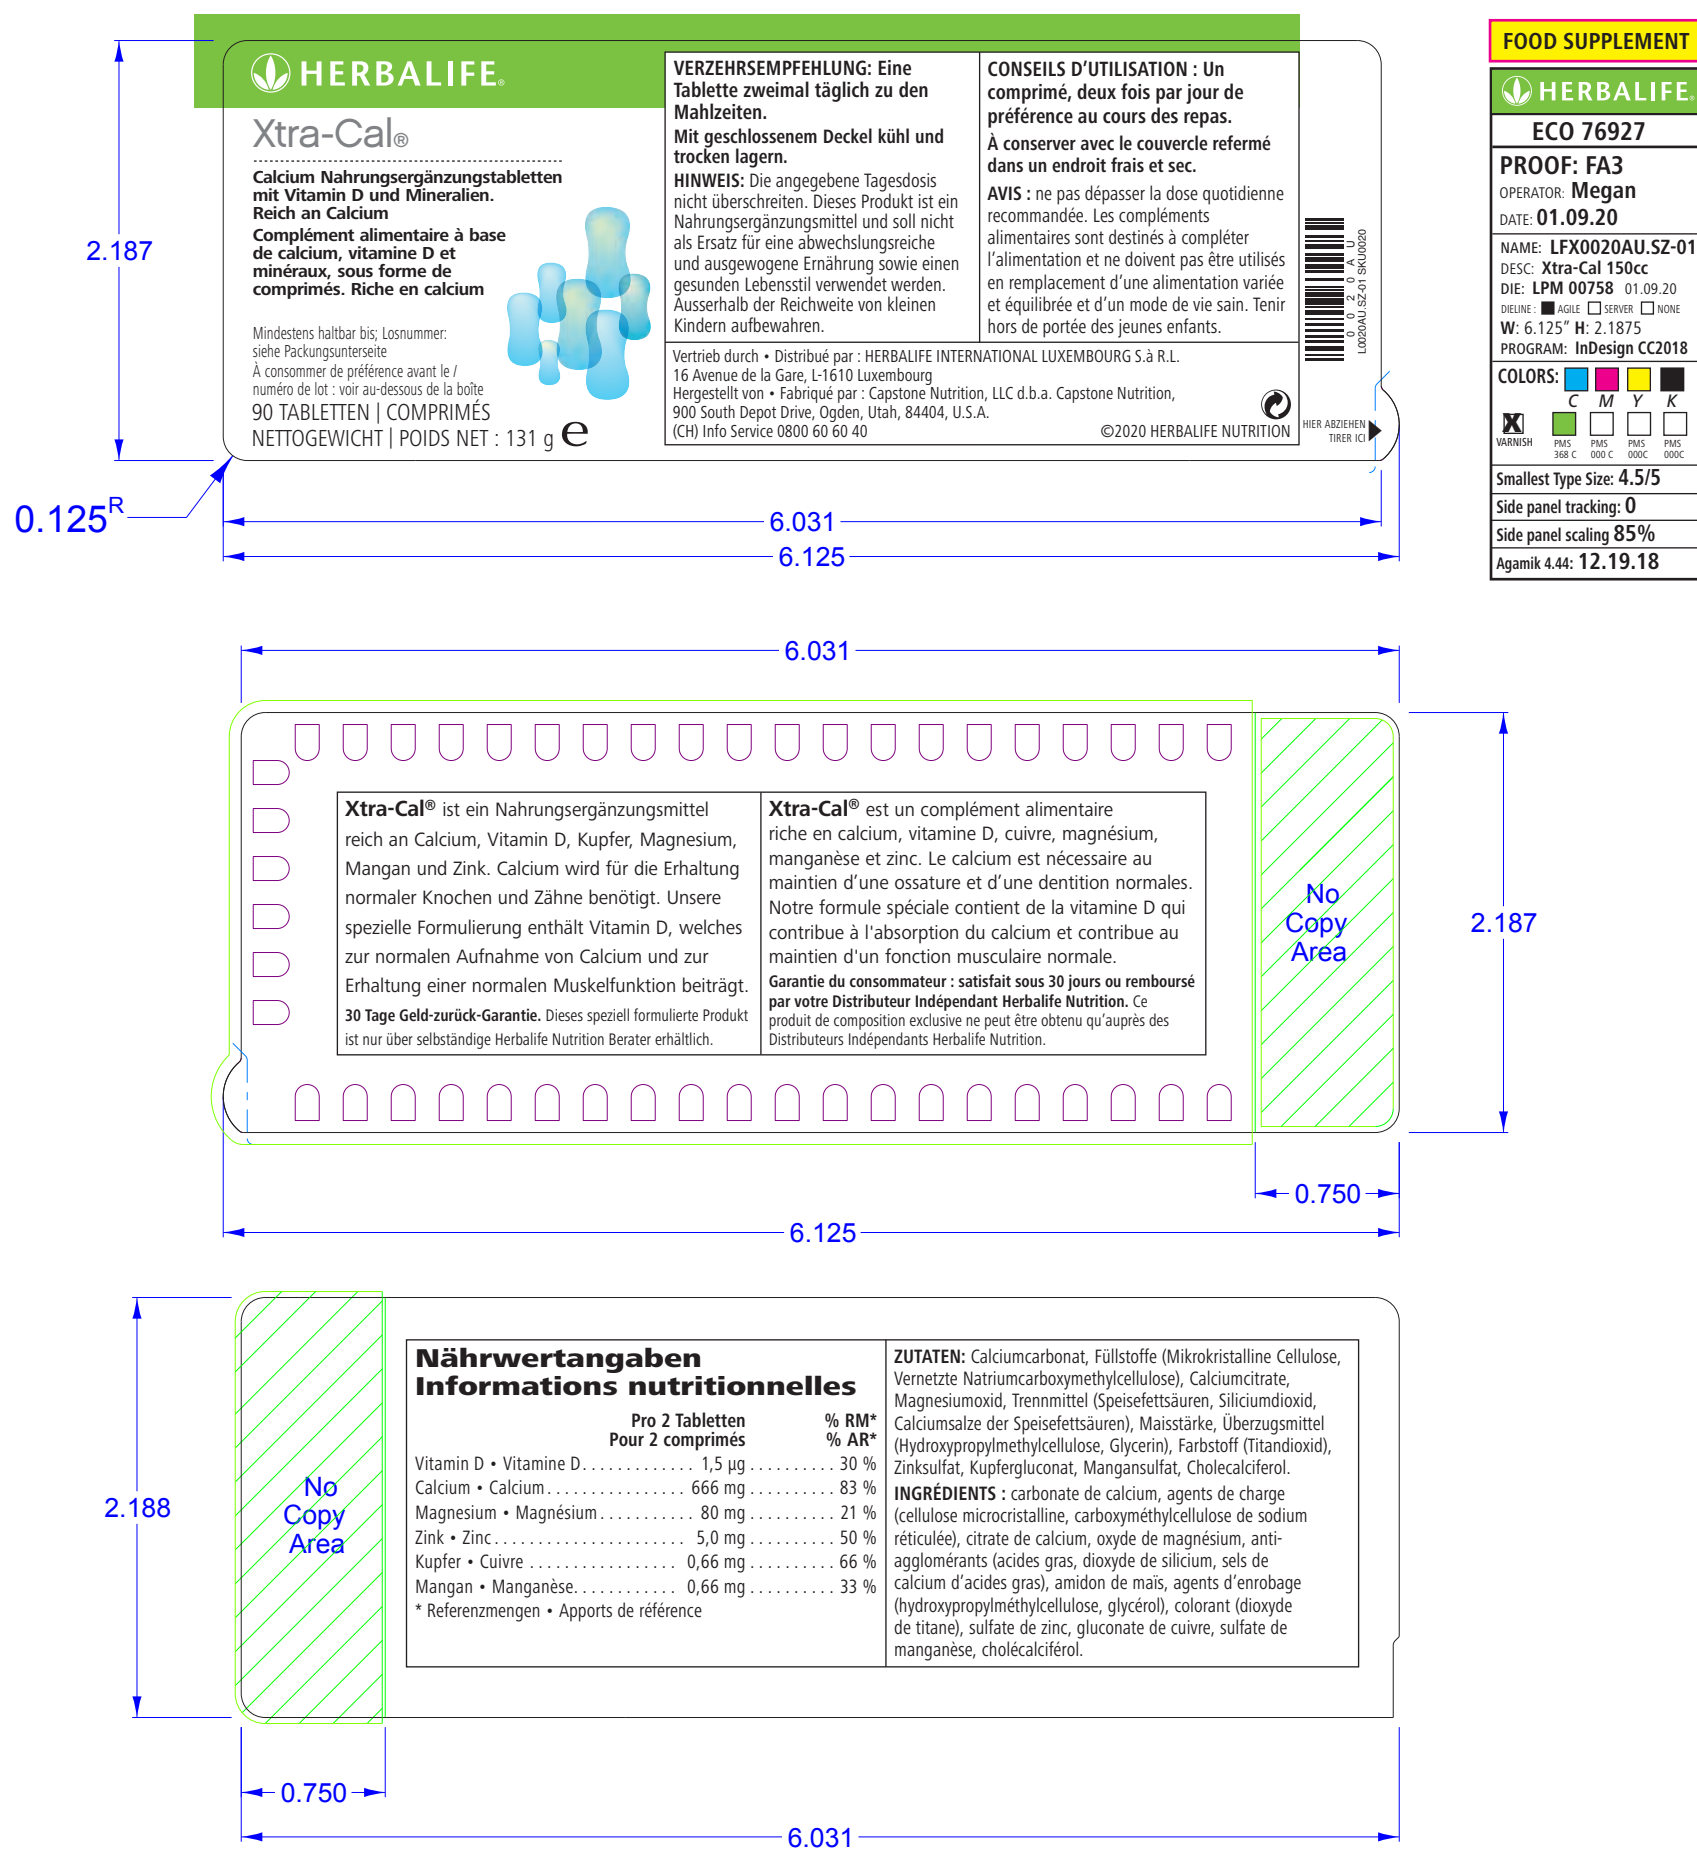 HERBALIFE®
Xtra-Cal®
Calcium Nahrungsergänzungstabletten
mit Vitamin D und Mineralien.
Reich an Calcium
Complément alimentaire à base
de calcium, vitamine D et
minéraux, sous forme de
comprimés. Riche en calcium
Mindestens haltbar bis; Losnummer:
siehe Packungsunterseite
À consommer de préférence avant le /
numéro de lot : voir au-dessous de la boîte
90 TABLETTEN | COMPRIMÉS
NETTOGEWICHT | POIDS NET : 131 g ℮
VERZEHRSEMPFEHLUNG: Eine
Tablette zweimal täglich zu den
Mahlzeiten.
Mit geschlossenem Deckel kühl und
trocken lagern.
HINWEIS: Die angegebene Tagesdosis
nicht überschreiten. Dieses Produkt ist ein
Nahrungsergänzungsmittel und soll nicht
als Ersatz für eine abwechslungsreiche
und ausgewogene Ernährung sowie einen
gesunden Lebensstil verwendet werden.
Ausserhalb der Reichweite von kleinen
Kindern aufbewahren.
CONSEILS D’UTILISATION : Un
comprimé, deux fois par jour de
préférence au cours des repas.
À conserver avec le couvercle refermé
dans un endroit frais et sec.
AVIS : ne pas dépasser la dose quotidienne
recommandée. Les compléments
alimentaires sont destinés à compléter
l’alimentation et ne doivent pas être utilisés
en remplacement d’une alimentation variée
et équilibrée et d’un mode de vie sain. Tenir
hors de portée des jeunes enfants.
Vertrieb durch • Distribué par : HERBALIFE INTERNATIONAL LUXEMBOURG S.à R.L.
16 Avenue de la Gare, L-1610 Luxembourg
Hergestellt von • Fabriqué par : Capstone Nutrition, LLC d.b.a. Capstone Nutrition,
900 South Depot Drive, Ogden, Utah, 84404, U.S.A.
(CH) Info Service 0800 60 60 40
©2020 HERBALIFE NUTRITION
0020AU
L0020AU.SZ-01 SKU0020
HIER ABZIEHEN
TIRER ICI
2.187
0.125R
6.031
6.125
FOOD SUPPLEMENT
HERBALIFE®
ECO 76927
PROOF: FA3
OPERATOR: Megan
DATE: 01.09.20
NAME: LFX0020AU.SZ-01
DESC: Xtra-Cal 150cc
DIE: LPM 00758 01.09.20
DIELINE : AGILE SERVER NONE
W: 6.125” H: 2.1875
PROGRAM: InDesign CC2018
COLORS:
C M Y K
X
VARNISH
PMS 368 C
PMS 000 C
PMS 000C
PMS 000C
Smallest Type Size: 4.5/5
Side panel tracking: 0
Side panel scaling 85%
Agamik 4.44: 12.19.18
6.031
Xtra-Cal® ist ein Nahrungsergänzungsmittel
reich an Calcium, Vitamin D, Kupfer, Magnesium,
Mangan und Zink. Calcium wird für die Erhaltung
normaler Knochen und Zähne benötigt. Unsere
spezielle Formulierung enthält Vitamin D, welches
zur normalen Aufnahme von Calcium und zur
Erhaltung einer normalen Muskelfunktion beiträgt.
30 Tage Geld-zurück-Garantie. Dieses speziell formulierte Produkt
ist nur über selbständige Herbalife Nutrition Berater erhältlich.
Xtra-Cal® est un complément alimentaire
riche en calcium, vitamine D, cuivre, magnésium,
manganèse et zinc. Le calcium est nécessaire au
maintien d’une ossature et d’une dentition normales.
Notre formule spéciale contient de la vitamine D qui
contribue à l'absorption du calcium et contribue au
maintien d'un fonction musculaire normale.
Garantie du consommateur : satisfait sous 30 jours ou remboursé
par votre Distributeur Indépendant Herbalife Nutrition. Ce
produit de composition exclusive ne peut être obtenu qu’auprès des
Distributeurs Indépendants Herbalife Nutrition.
No
Copy
Area
2.187
0.750
6.125
2.188
No
Copy
Area
Nährwertangaben
Informations nutritionnelles
Pro 2 Tabletten % RM*
Pour 2 comprimés % AR*
Vitamin D • Vitamine D............. 1,5 µg .......... 30 %
Calcium • Calcium................ 666 mg .......... 83 %
Magnesium • Magnésium........... 80 mg .......... 21 %
Zink • Zinc...................... 5,0 mg .......... 50 %
Kupfer • Cuivre ................. 0,66 mg .......... 66 %
Mangan • Manganèse............ 0,66 mg .......... 33 %
* Referenzmengen • Apports de référence
ZUTATEN: Calciumcarbonat, Füllstoffe (Mikrokristalline Cellulose,
Vernetzte Natriumcarboxymethylcellulose), Calciumcitrate,
Magnesiumoxid, Trennmittel (Speisefettsäuren, Siliciumdioxid,
Calciumsalze der Speisefettsäuren), Maisstärke, Überzugsmittel
(Hydroxypropylmethylcellulose, Glycerin), Farbstoff (Titandioxid),
Zinksulfat, Kupfergluconat, Mangansulfat, Cholecalciferol.
INGRÉDIENTS : carbonate de calcium, agents de charge
(cellulose microcristalline, carboxyméthylcellulose de sodium
réticulée), citrate de calcium, oxyde de magnésium, anti-
agglomérants (acides gras, dioxyde de silicium, sels de
calcium d’acides gras), amidon de maïs, agents d’enrobage
(hydroxypropylméthylcellulose, glycérol), colorant (dioxyde
de titane), sulfate de zinc, gluconate de cuivre, sulfate de
manganèse, cholécalciférol.
0.750
6.031